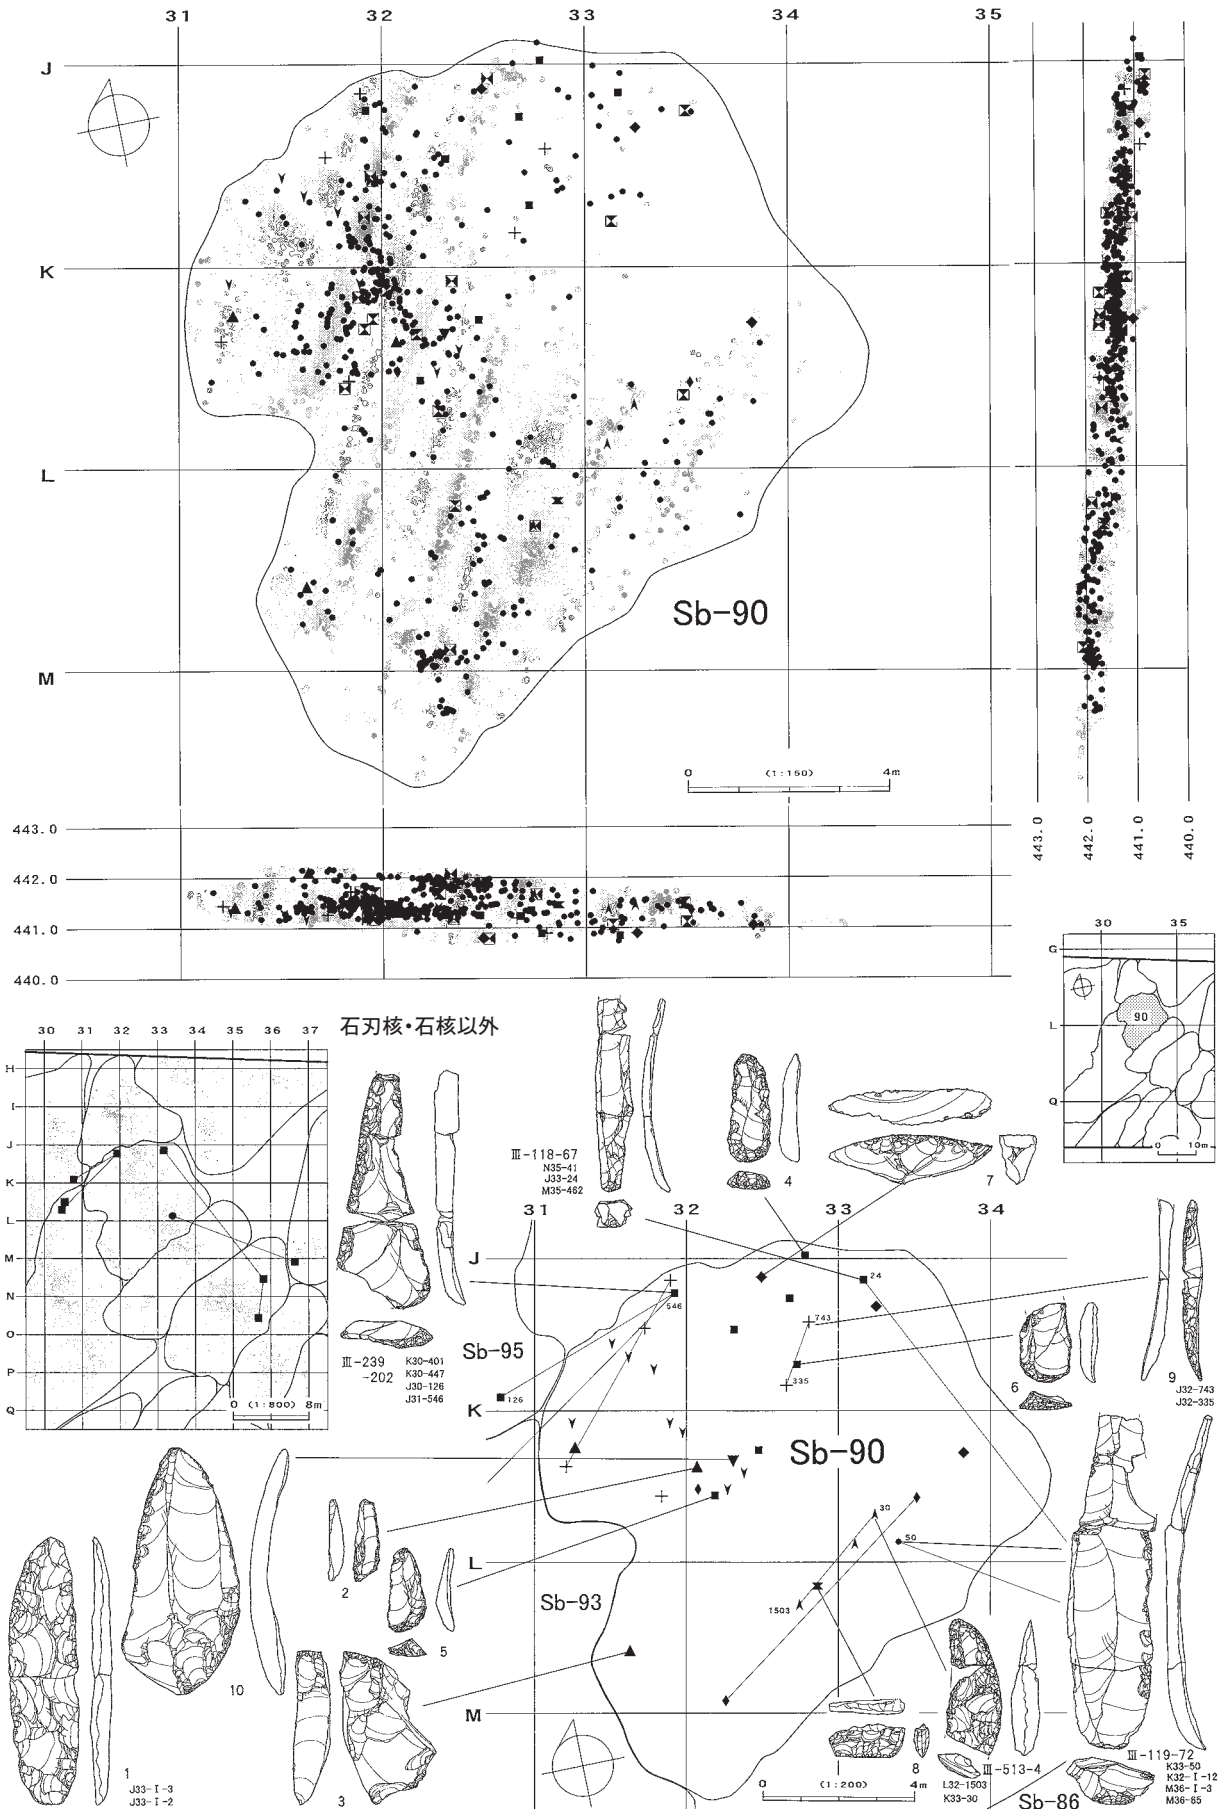 31 32 33 34 35
J
K
L
M
Sb-90
0 (1:150) 4m
443.0
442.0
441.0
440.0
443.0 442.0 441.0 440.0
30 35
G
L
Q
90
0 10m
石刃核・石核以外
30 31 32 33 34 35 36 37
H
I
J
K
L
M
N
O
P
Q
0 (1:800) 8m
Ⅲ-239
-202
K30-401
K30-447
J30-126
J31-546
Ⅲ-118-67
N35-41
J33-24
M35-462
4
7
31 32 33 34
J
K
L
M
24
546
743
335
126
30
50
1503
Sb-95
Sb-90
Sb-93
Sb-86
6
9
J32-743
J32-335
10
2
5
1
J33-Ⅰ-3
J33-Ⅰ-2
3
8
Ⅲ-513-4
L32-1503
K33-30
Ⅲ-119-72
K33-50
K32-Ⅰ-12
M36-Ⅰ-3
M36-65
0 (1:200) 4m